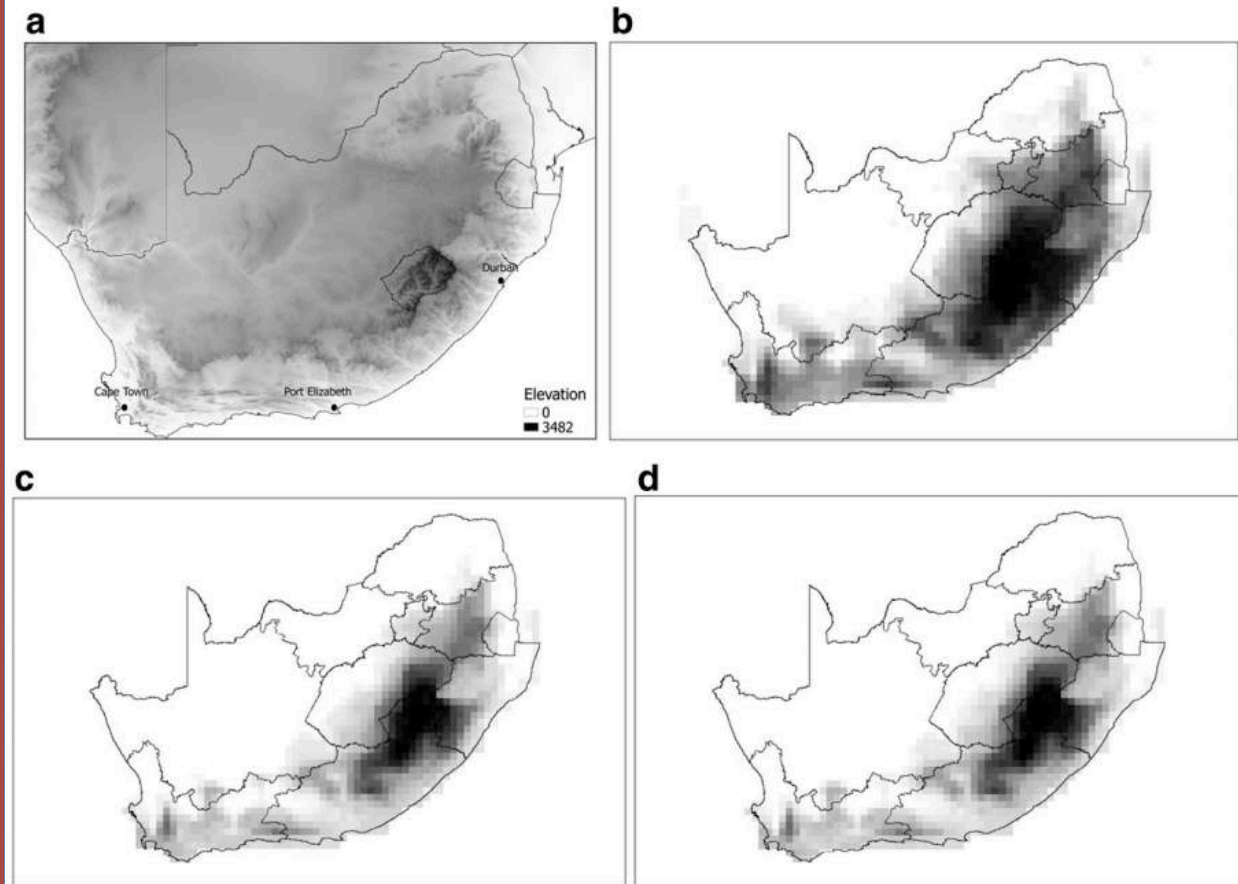 a
b
Durban
Cape Town
Port Elizabeth
Elevation
0
3482
c
d